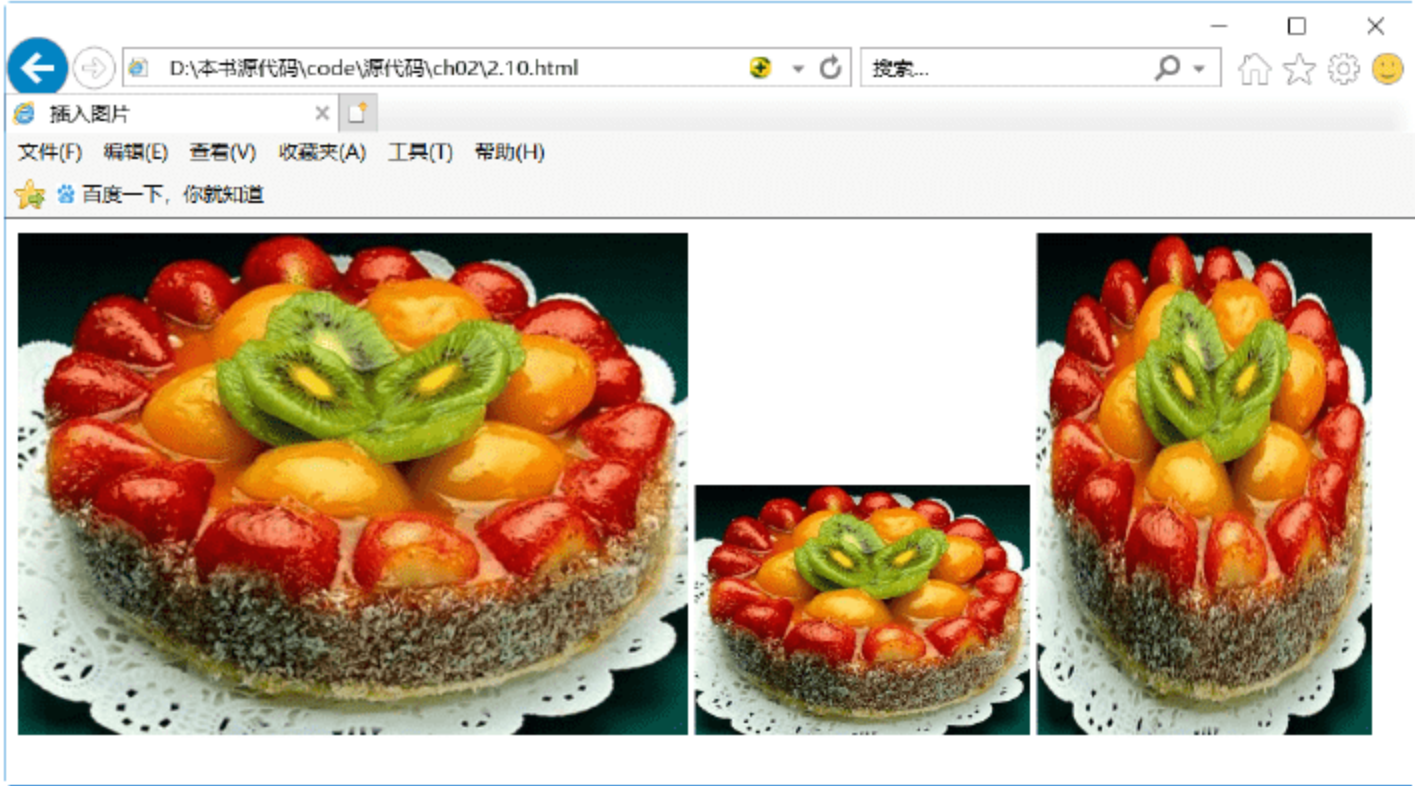 D:\本书源代码\code\源代码\ch02\2.10.html
搜索...
插入图片
文件(F) 编辑(E) 查看(V) 收藏夹(A) 工具(T) 帮助(H)
百度一下，你就知道